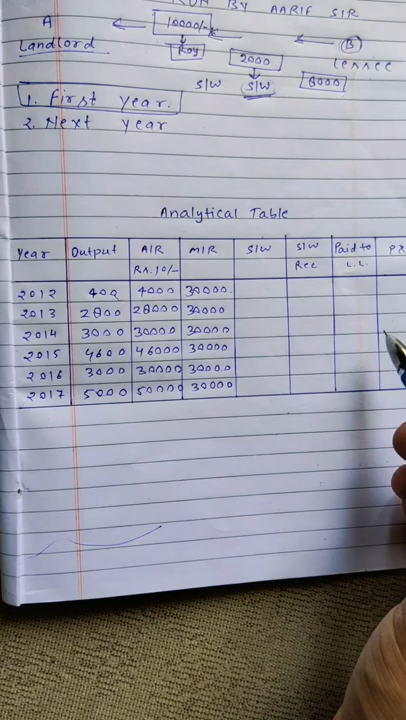 BY AARIF SIR
A 10000/-
Landlord Roy B
2000 lessee
S/W S/W 8000
1. First year.
2. Next year
Analytical Table
Year Output AIR MIR S/W S/W Paid to
Rs.10/- Rec L.L.
2012 400 4000 30000.
2013 2800 28000 30000
2014 3000 30000 30000
2015 4600 46000 30000
2016 3000 30000 30000
2017 5000 50000 30000